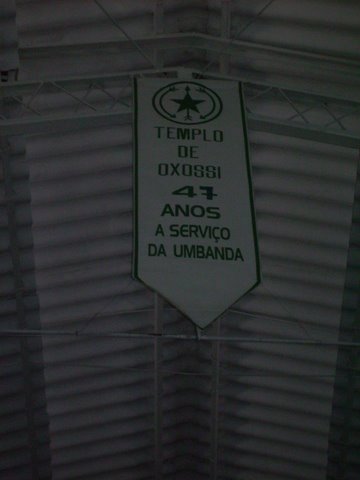 TEMPLO
DE
OXOSSI
47
ANOS
A SERVIÇO
DA UMBANDA